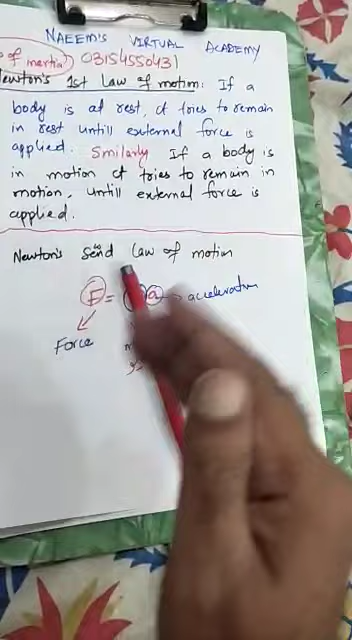 NAEEM'S VIRTUAL ACADEMY
of inertia) 03154550431
Newton's 1st Law of motion: If a
body is at rest, it tries to remain
in rest untill external force is
applied. Similarly If a body is
in motion it tries to remain in
motion, untill external force is
applied.
Newton's Law of motion
F = a → acceleration
Force